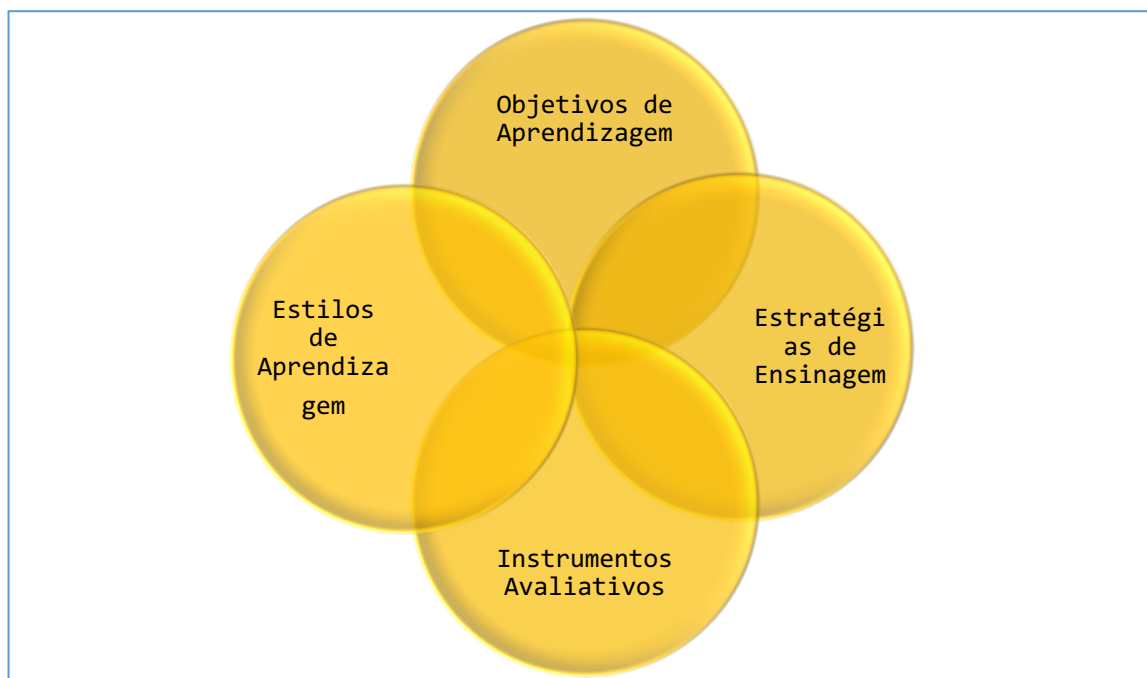 Objetivos de
Aprendizagem
Estilos
de
Aprendiza
gem
Estratégi
as de
Ensinagem
Instrumentos
Avaliativos